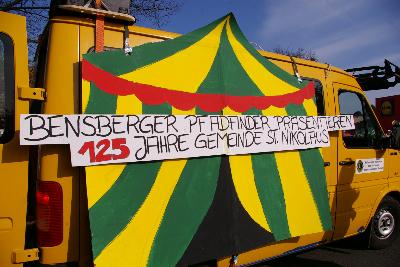 BENSBERGER PFADFINDER PRÄSENTIEREN
125 JAHRE GEMEINDE ST. NIKOLAUS